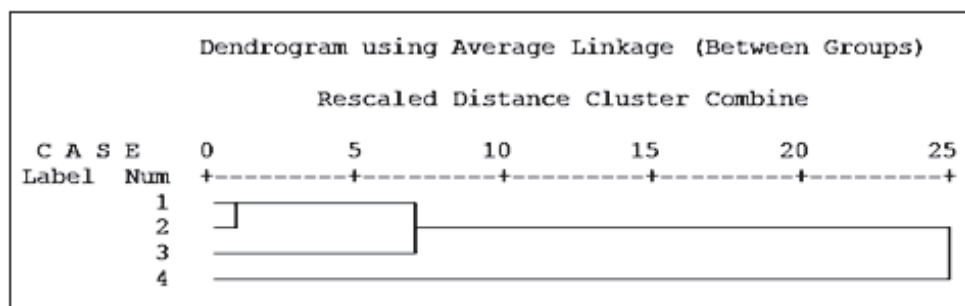 Dendrogram using Average Linkage (Between Groups)
Rescaled Distance Cluster Combine
C A S E 0 5 10 15 20 25
Label Num +---------+---------+---------+---------+---------+
1
2
3
4